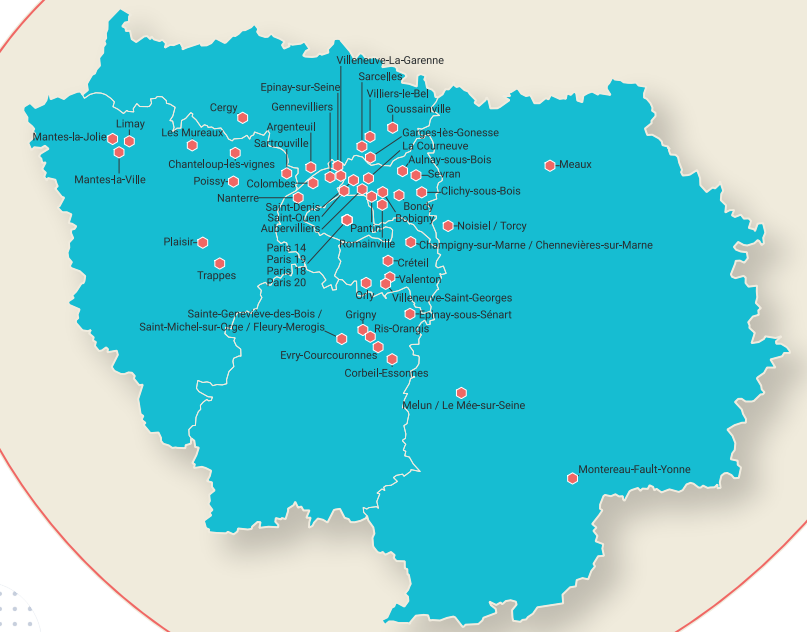 Villeneuve-La-Garenne
Sarcelles
Epinay-sur-Seine
Villiers-le-Bel
Gennevilliers
Goussainville
Cergy
Limay
Argenteuil
Les Mureaux
Garges-lès-Gonesse
Mantes-la-Jolie
Sartrouville
La Courneuve
Aulnay-sous-Bois
Chanteloup-les-vignes
Meaux
Sevran
Mantes-la-Ville
Poissy
Colombes
Clichy-sous-Bois
Nanterre
Saint-Denis
Bondy
Saint-Ouen
Bobigny
Aubervilliers
Pantin
Noisiel / Torcy
Plaisir
Romainville
Champigny-sur-Marne / Chennevières-sur-Marne
Paris 14
Paris 19
Paris 18
Paris 20
Créteil
Trappes
Valenton
Orly
Villeneuve-Saint-Georges
Sainte-Geneviève-des-Bois /
Saint-Michel-sur-Orge / Fleury-Merogis
Grigny
Epinay-sous-Sénart
Ris-Orangis
Evry-Courcouronnes
Corbeil-Essonnes
Melun / Le Mée-sur-Seine
Montereau-Fault-Yonne